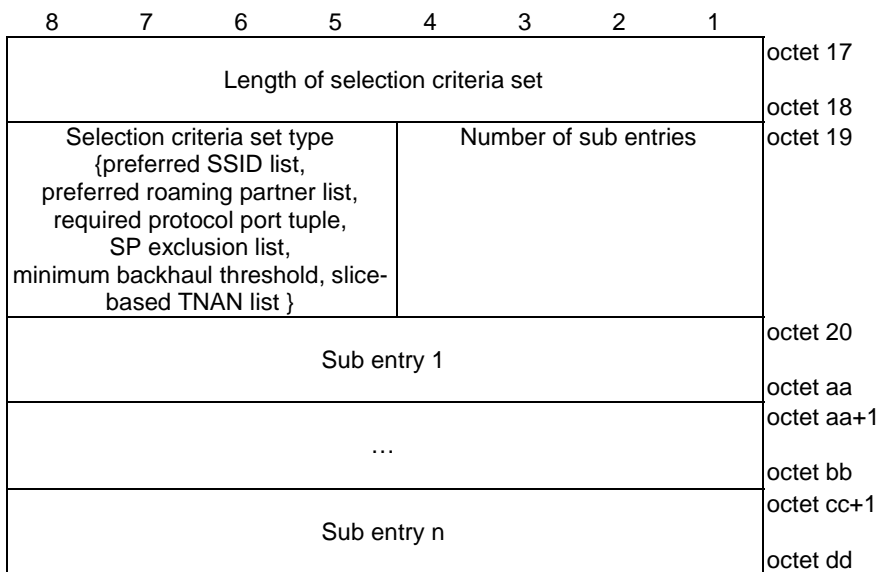 8 7 6 5 4 3 2 1
Length of selection criteria set
octet 17
octet 18
Selection criteria set type
{preferred SSID list,
preferred roaming partner list,
required protocol port tuple,
SP exclusion list,
minimum backhaul threshold, slice-
based TNAN list }
Number of sub entries
octet 19
Sub entry 1
octet 20
octet aa
…
octet aa+1
octet bb
Sub entry n
octet cc+1
octet dd